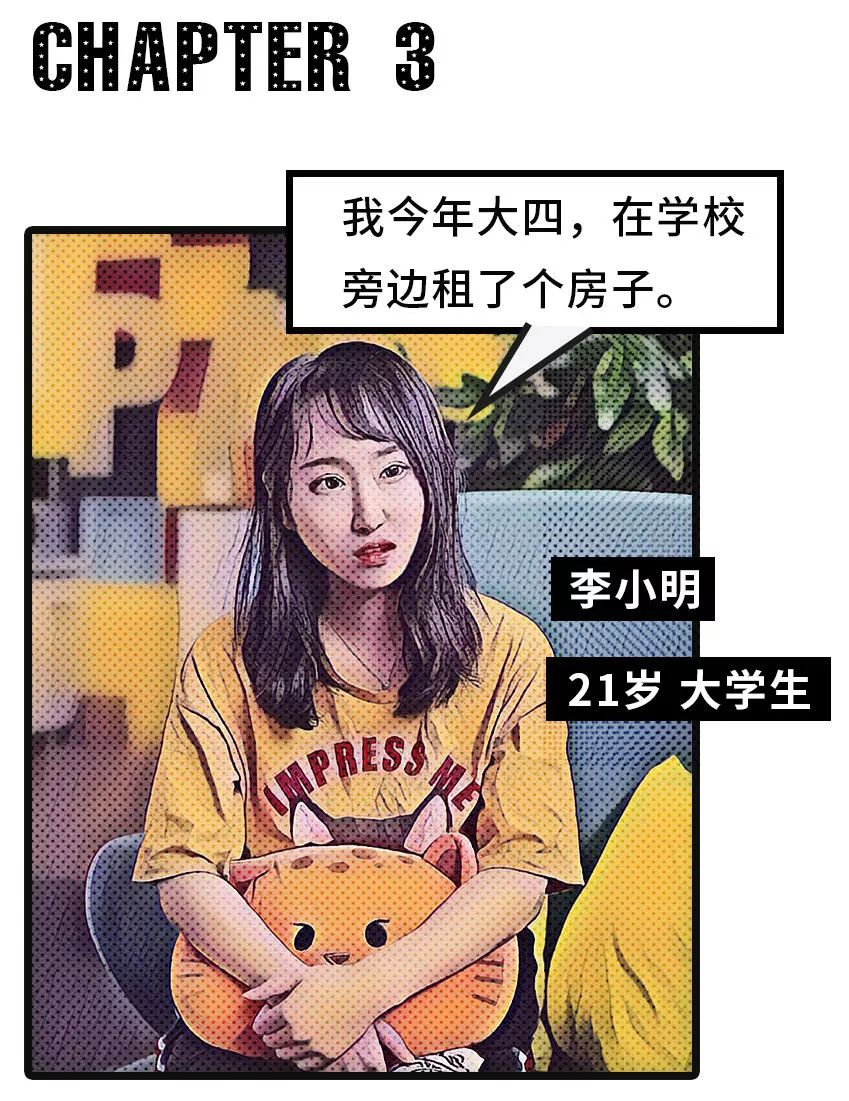 CHAPTER 3
我今年大四，在学校
旁边租了个房子。
李小明
21岁 大学生
IMPRESS ME